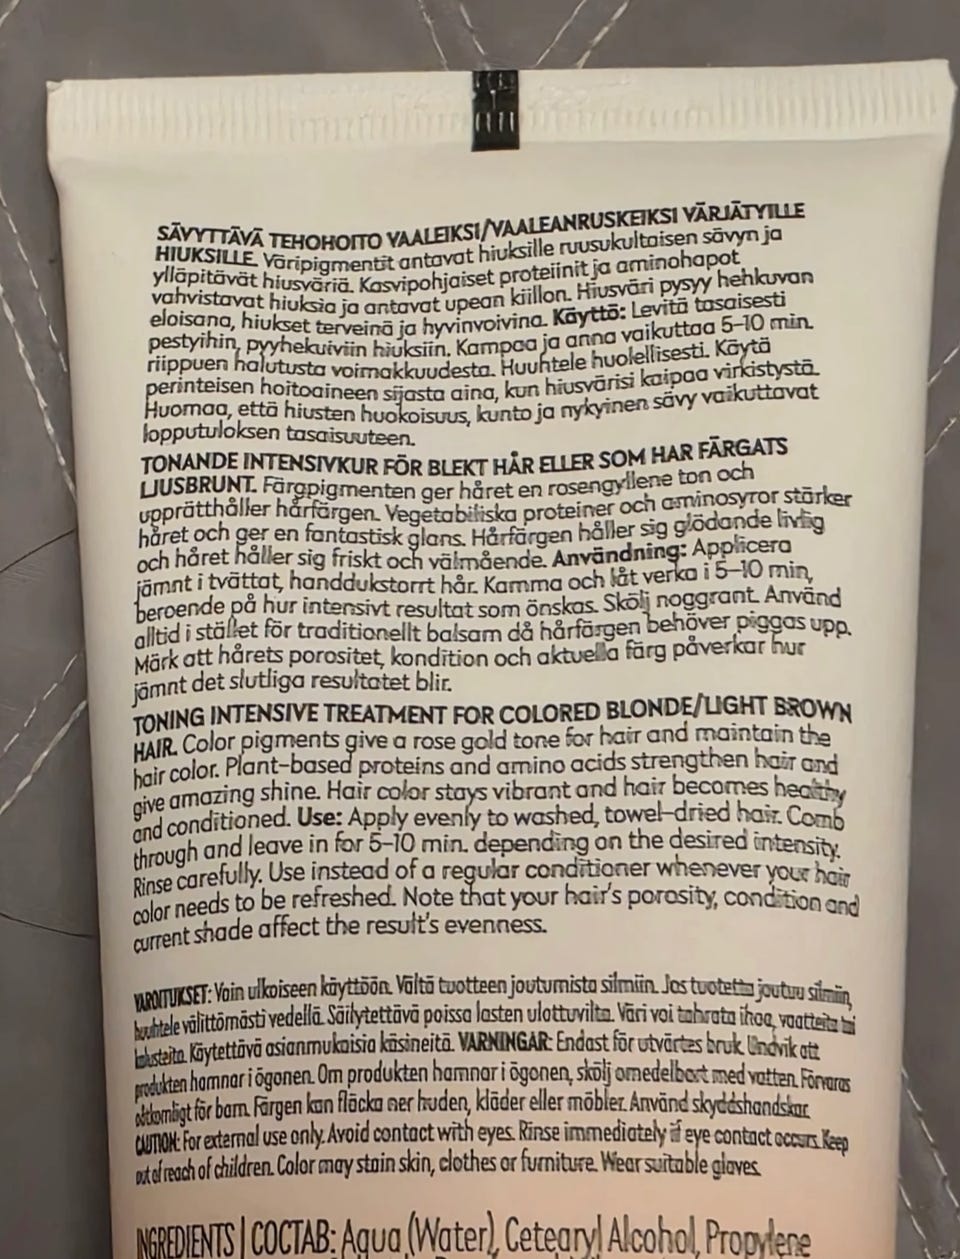 SÄVYTTÄVÄ TEHOHOITO VAALEIKSI/VAALEANRUSKEIKSI VÄRJÄTYILLE
HIUKSILLE. Väripigmentit antavat hiuksille ruusukultaisen sävyn ja
ylläpitävät hiusväriä. Kasvipohjaiset proteiinit ja aminohapot
vahvistavat hiuksia ja antavat upean kiillon. Hiusväri pysyy hehkuvan
eloisana, hiukset terveinä ja hyvinvoivina. Käyttö: Levitä tasaisesti
pestyihin, pyyhekuiviin hiuksiin. Kampaa ja anna vaikuttaa 5-10 min.
riippuen halutusta voimakkuudesta. Huuhtele huolellisesti. Käytä
perinteisen hoitoaineen sijasta aina, kun hiusvärisi kaipaa virkistystä.
Huomaa, että hiusten huokoisuus, kunto ja nykyinen sävy vaikuttavat
lopputuloksen tasaisuuteen.
TONANDE INTENSIVKUR FÖR BLEKT HÅR ELLER SOM HAR FÄRGATS
LJUSBRUNT. Färgpigmenten ger håret en rosengyllene ton och
upprätthåller hårfärgen. Vegetabiliska proteiner och aminosyror stärker
håret och ger en fantastisk glans. Hårfärgen håller sig glödande livlig
och håret håller sig friskt och välmående. Användning: Applicera
jämnt i tvättat, handdukstorrt hår. Kamma och låt verka i 5-10 min,
beroende på hur intensivt resultat som önskas. Skölj noggrant. Använd
alltid i stället för traditionellt balsam då hårfärgen behöver piggas upp.
Märk att hårets porositet, kondition och aktuella färg påverkar hur
jämnt det slutliga resultatet blir.
TONING INTENSIVE TREATMENT FOR COLORED BLONDE/LIGHT BROWN
HAIR. Color pigments give a rose gold tone for hair and maintain the
hair color. Plant-based proteins and amino acids strengthen hair and
give amazing shine. Hair color stays vibrant and hair becomes healthy
and conditioned. Use: Apply evenly to washed, towel-dried hair. Comb
through and leave in for 5-10 min. depending on the desired intensity.
Rinse carefully. Use instead of a regular conditioner whenever your hair
color needs to be refreshed. Note that your hair's porosity, condition and
current shade affect the result's evenness.
VAROITUKSET: Vain ulkoiseen käyttöön. Vältä tuotteen joutumista silmiin. Jos tuotetta joutuu silmiin,
huuhtele välittömästi vedellä. Säilytettävä poissa lasten ulottuvilta. Väri voi tahrata ihoa, vaatteita tai
kalusteita. Käytettävä asianmukaisia käsineitä. VARNINGAR: Endast för utvärtes bruk. Undvik att
produkten hamnar i ögonen. Om produkten hamnar i ögonen, skölj omedelbart med vatten. Förvaras
oåtkomligt för barn. Färgen kan fläcka ner huden, kläder eller möbler. Använd skyddshandskar.
CAUTION: For external use only. Avoid contact with eyes. Rinse immediately if eye contact occurs. Keep
out of reach of children. Color may stain skin, clothes or furniture. Wear suitable gloves.
INGREDIENTS | СОСТАВ: Aqua (Water), Cetearyl Alcohol, Propylene